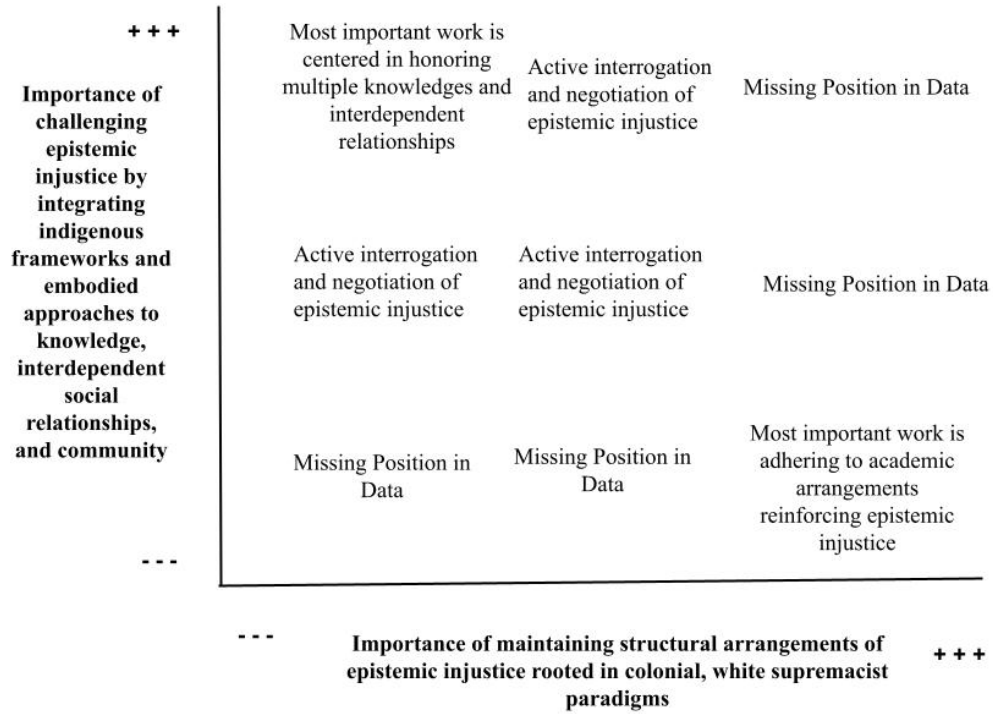 + + +
Importance of
challenging
epistemic
injustice by
integrating
indigenous
frameworks and
embodied
approaches to
knowledge,
interdependent
social
relationships,
and community
- - -
Most important work is
centered in honoring
multiple knowledges and
interdependent
relationships
Active interrogation
and negotiation of
epistemic injustice
Missing Position in Data
Active interrogation
and negotiation of
epistemic injustice
Active interrogation
and negotiation of
epistemic injustice
Missing Position in Data
Missing Position in
Data
Missing Position in
Data
Most important work is
adhering to academic
arrangements
reinforcing epistemic
injustice
- - -
Importance of maintaining structural arrangements of
epistemic injustice rooted in colonial, white supremacist
paradigms
+ + +